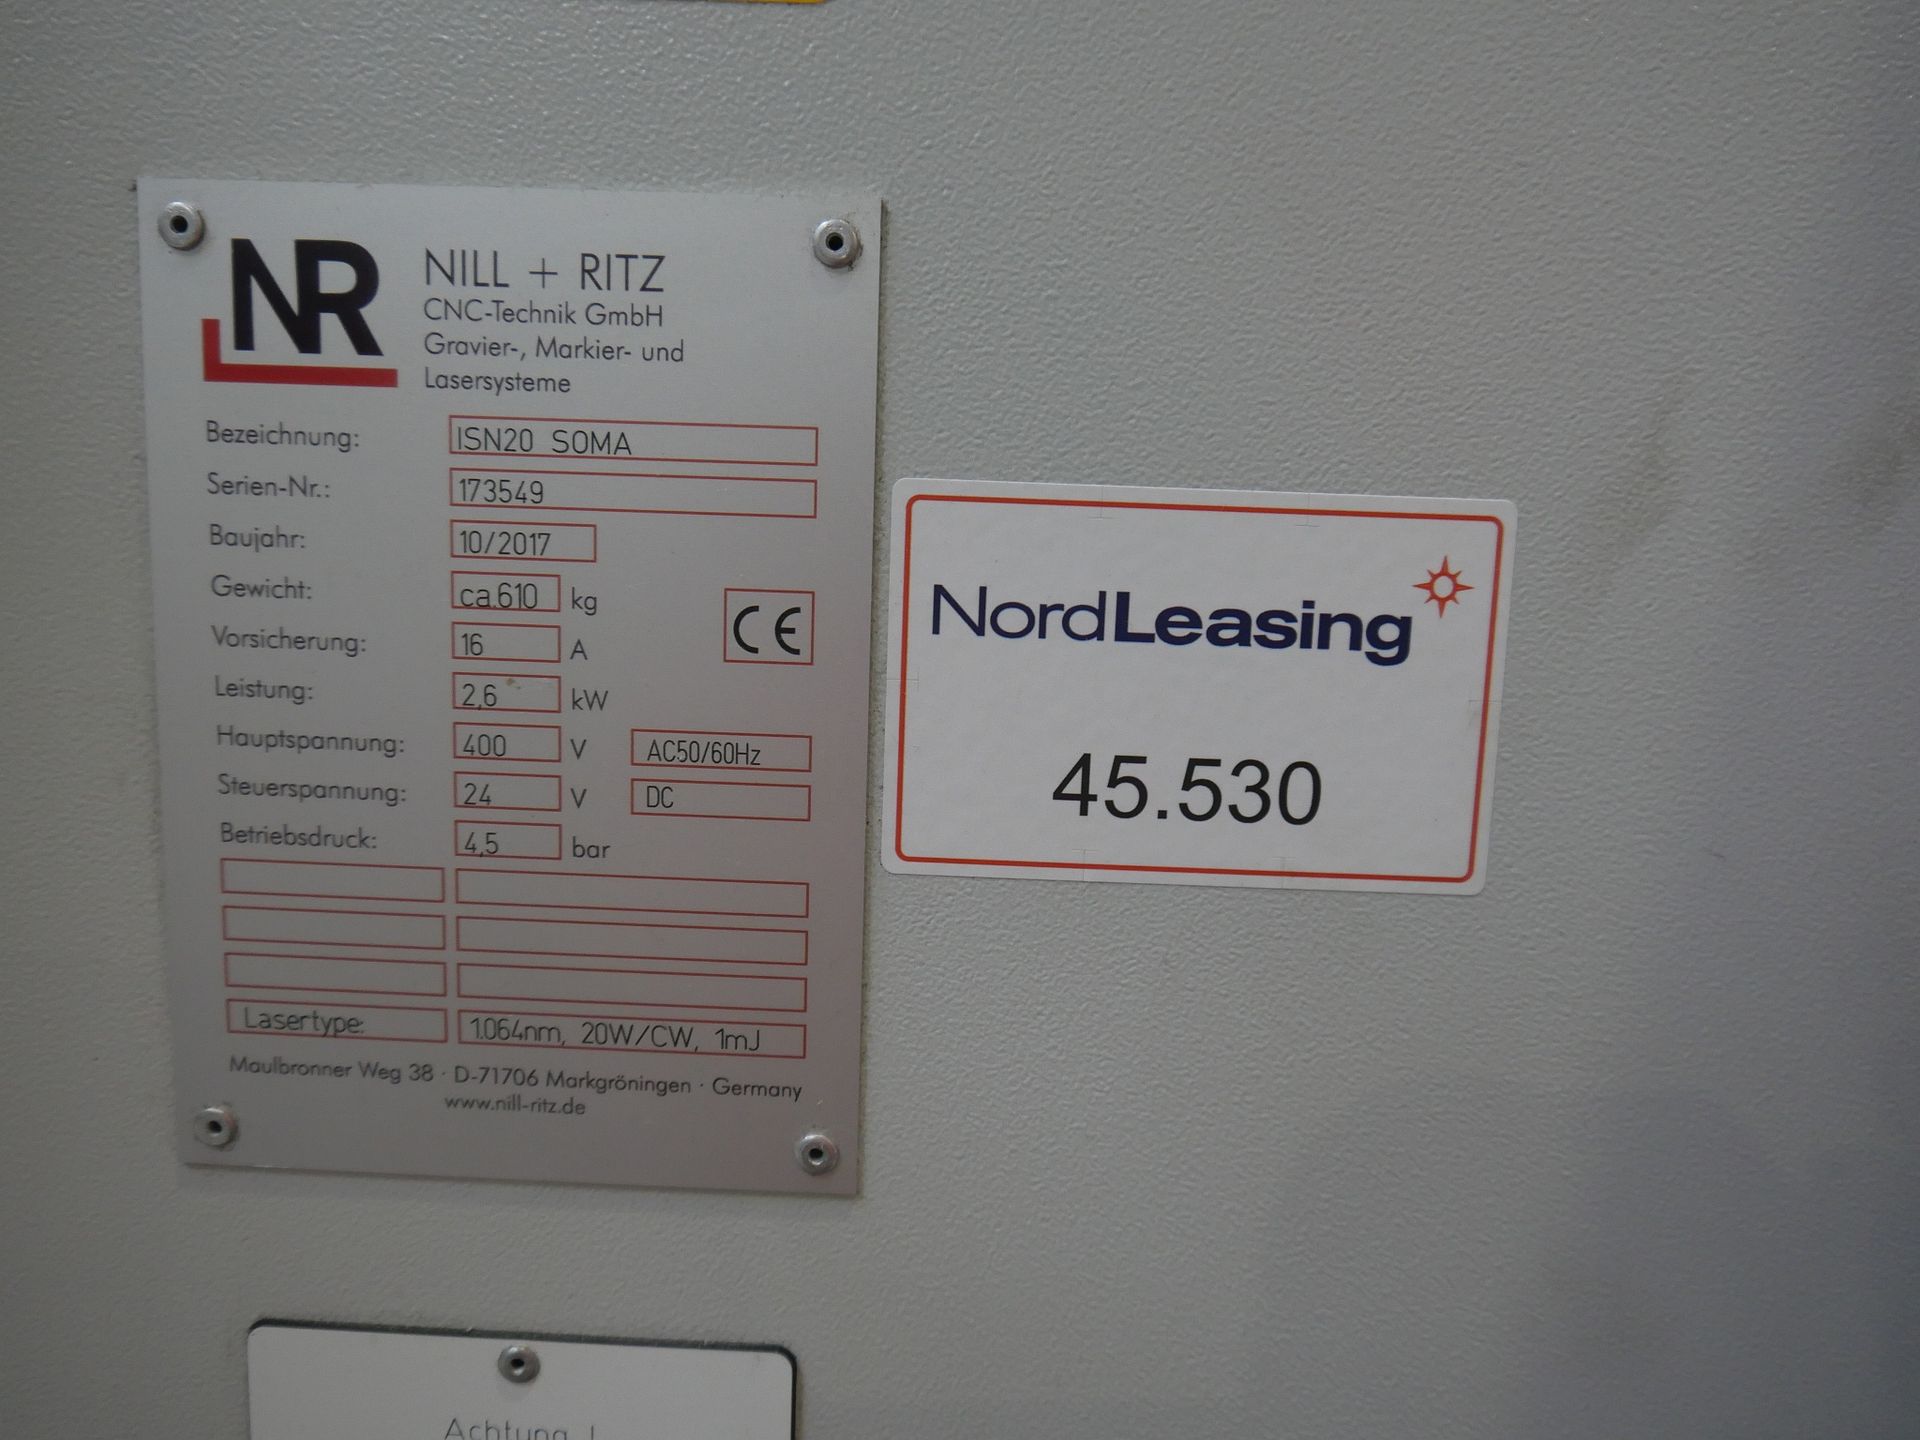 NR
NILL + RITZ
CNC-Technik GmbH
Gravier-, Markier- und
Lasersysteme
Bezeichnung: ISN20 SOMA
Serien-Nr.: 173549
Baujahr: 10/2017
Gewicht: ca.610 kg
CE
Vorsicherung: 16 A
Leistung: 2,6 kW
Hauptspannung: 400 V AC50/60Hz
Steuerspannung: 24 V DC
Betriebsdruck: 4,5 bar
Lasertype: 1.064nm, 20W/CW, 1mJ
Maulbronner Weg 38 · D-71706 Markgröningen · Germany
www.nill-ritz.de
NordLeasing
45.530
Achtung !